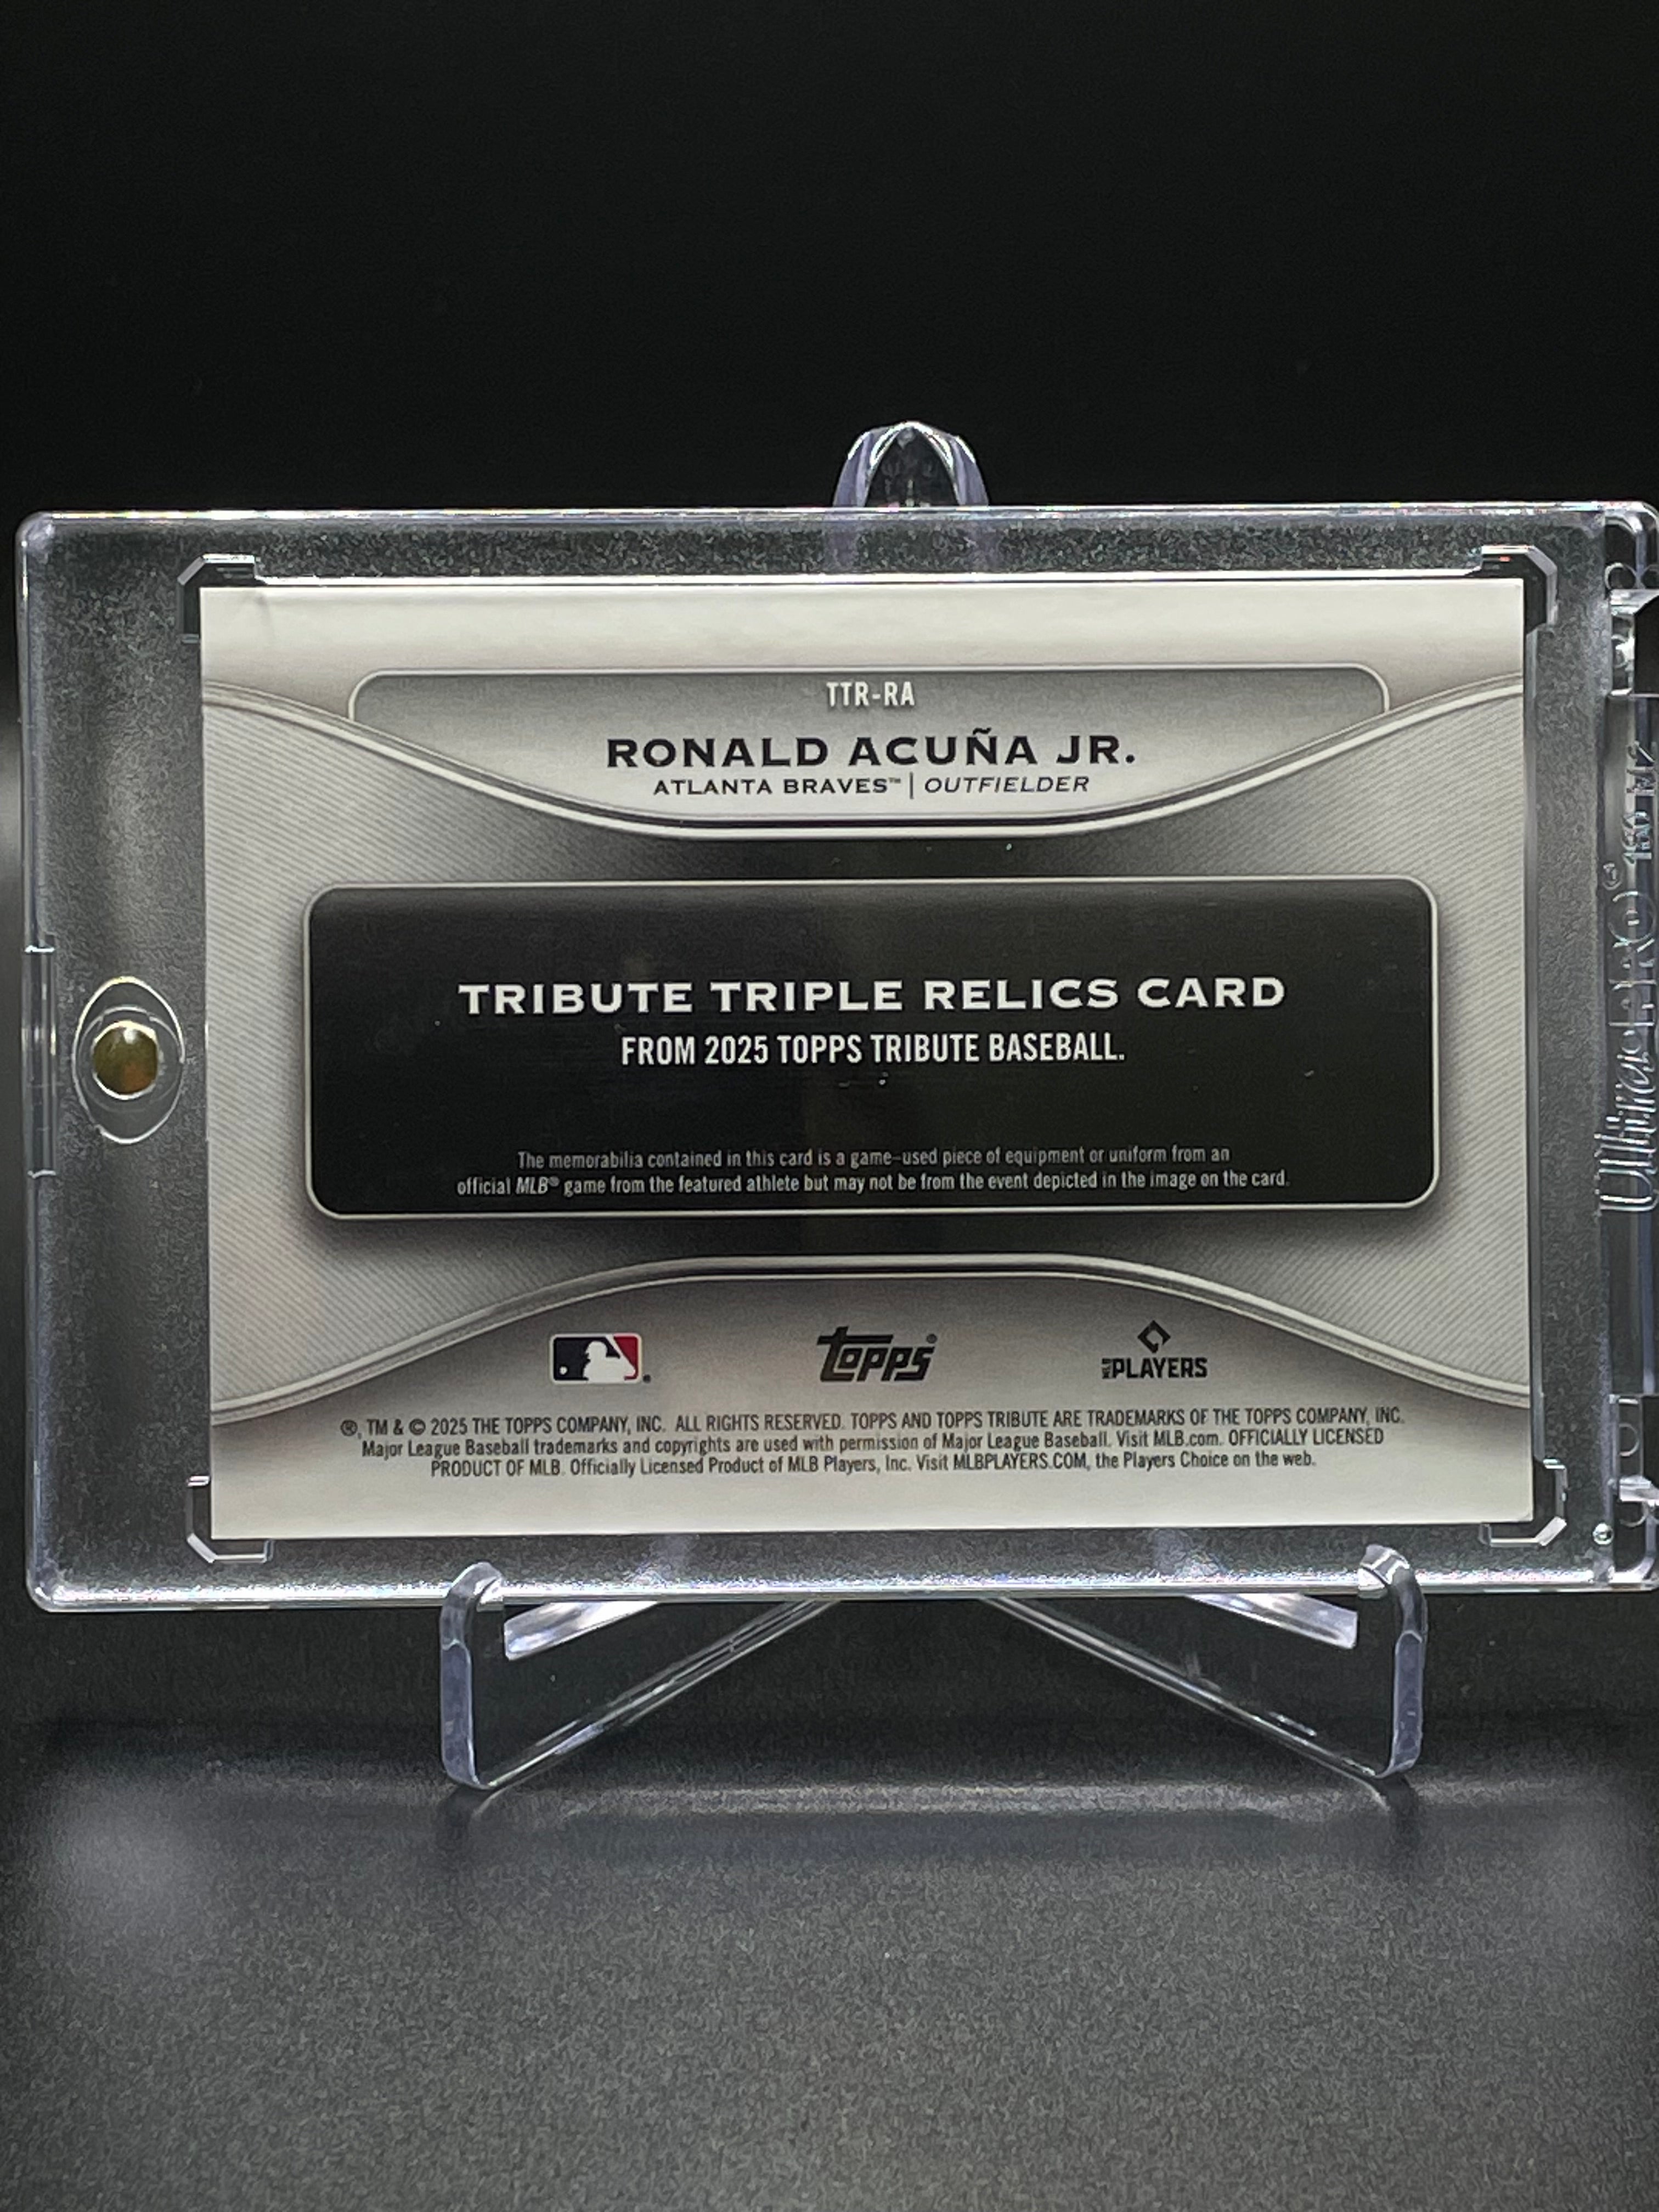 TTR-RA
RONALD ACUÑA JR.
ATLANTA BRAVES™ | OUTFIELDER
TRIBUTE TRIPLE RELICS CARD
FROM 2025 TOPPS TRIBUTE BASEBALL.
The memorabilia contained in this card is a game-used piece of equipment or uniform from an
official MLB® game from the featured athlete but may not be from the event depicted in the image on the card.
topps®
MLB PLAYERS
®, TM & © 2025 THE TOPPS COMPANY, INC. ALL RIGHTS RESERVED. TOPPS AND TOPPS TRIBUTE ARE TRADEMARKS OF THE TOPPS COMPANY, INC.
Major League Baseball trademarks and copyrights are used with permission of Major League Baseball. Visit MLB.com. OFFICIALLY LICENSED
PRODUCT OF MLB. Officially Licensed Product of MLB Players, Inc. Visit MLBPLAYERS.COM, the Players Choice on the web.
Ultra•PRO®